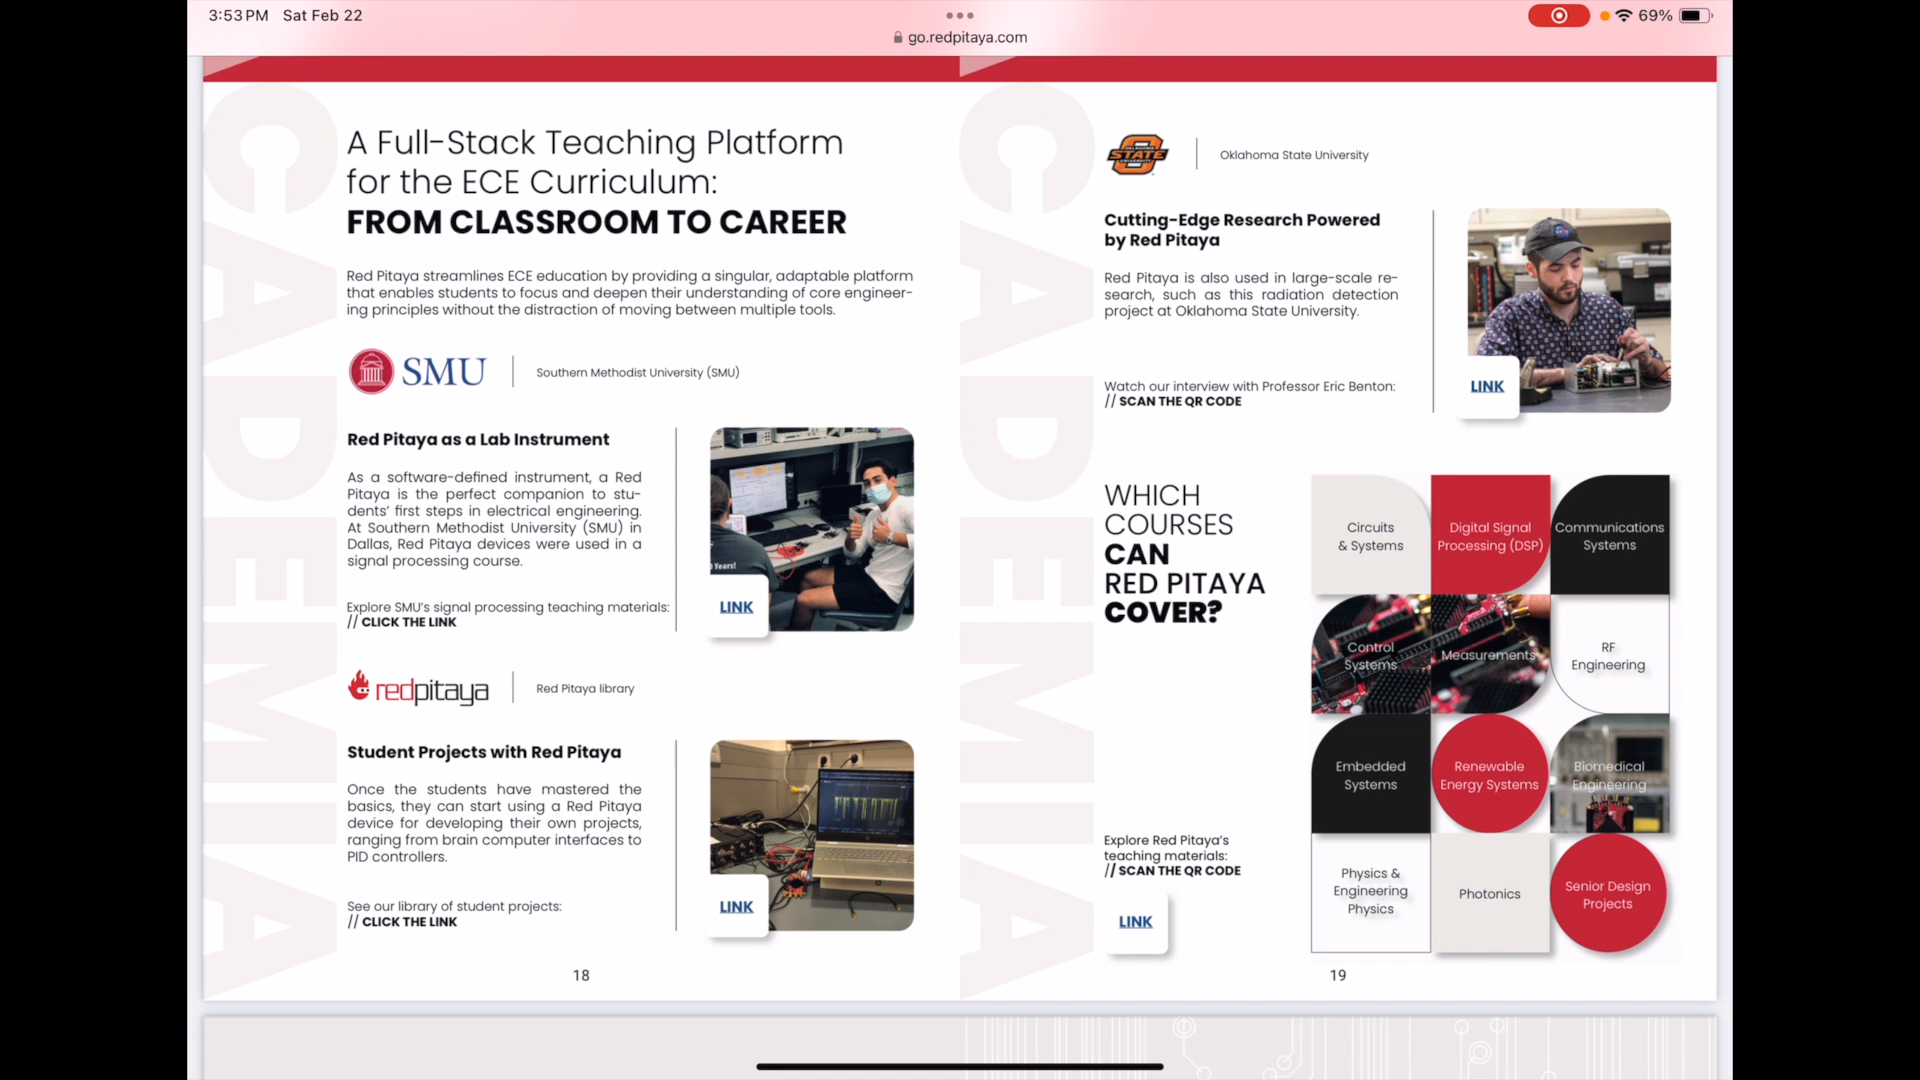 3:53 PM Sat Feb 22
69%
go.redpitaya.com
ACADEMIA
A Full-Stack Teaching Platform
for the ECE Curriculum:
FROM CLASSROOM TO CAREER
Red Pitaya streamlines ECE education by providing a singular, adaptable platform
that enables students to focus and deepen their understanding of core engineer-
ing principles without the distraction of moving between multiple tools.
SMU
Southern Methodist University (SMU)
Red Pitaya as a Lab Instrument
As a software-defined instrument, a Red
Pitaya is the perfect companion to stu-
dents' first steps in electrical engineering.
At Southern Methodist University (SMU) in
Dallas, Red Pitaya devices were used in a
signal processing course.
Explore SMU's signal processing teaching materials:
// CLICK THE LINK
Years!
LINK
redpitaya
Red Pitaya library
Student Projects with Red Pitaya
Once the students have mastered the
basics, they can start using a Red Pitaya
device for developing their own projects,
ranging from brain computer interfaces to
PID controllers.
See our library of student projects:
// CLICK THE LINK
LINK
18
ACADEMIA
STATE
Oklahoma State University
Cutting-Edge Research Powered
by Red Pitaya
Red Pitaya is also used in large-scale re-
search, such as this radiation detection
project at Oklahoma State University.
Watch our interview with Professor Eric Benton:
// SCAN THE QR CODE
LINK
WHICH
COURSES
CAN
RED PITAYA
COVER?
Circuits
& Systems
Digital Signal
Processing (DSP)
Communications
Systems
Control
Systems
Measurements
RF
Engineering
Embedded
Systems
Renewable
Energy Systems
Biomedical
Engineering
Physics &
Engineering
Physics
Photonics
Senior Design
Projects
Explore Red Pitaya's
teaching materials:
// SCAN THE QR CODE
LINK
19